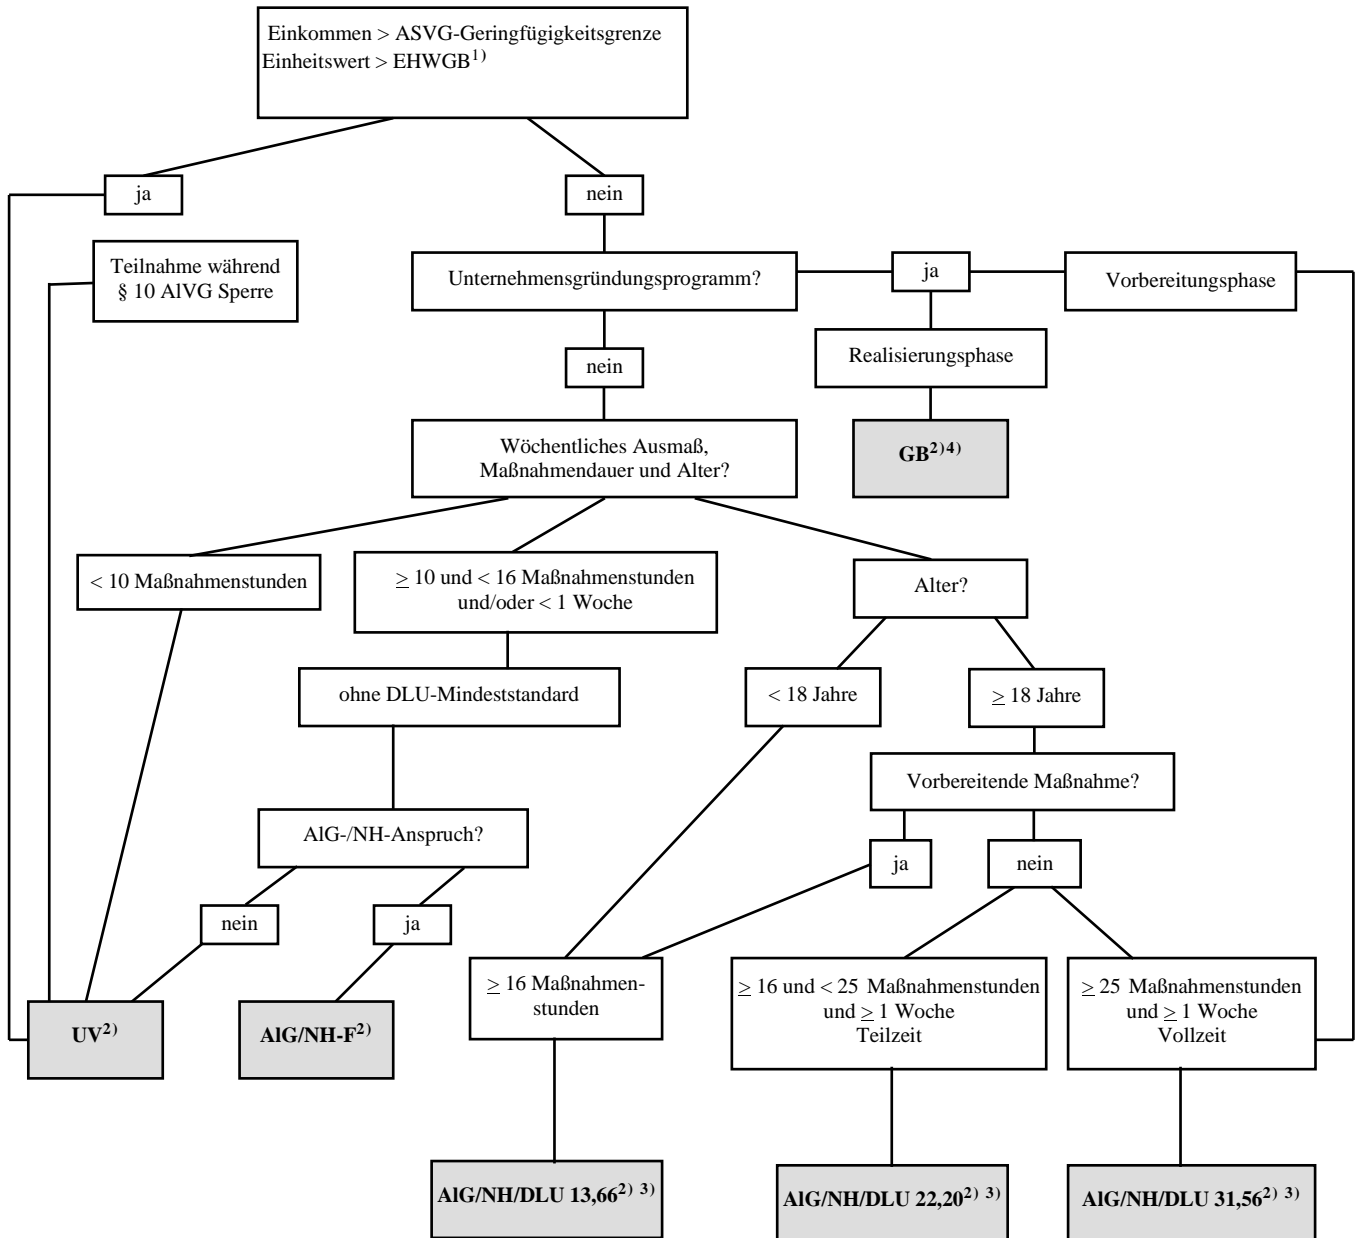 Einkommen > ASVG-Geringfügigkeitsgrenze
Einheitswert > EHWGB1)
ja
nein
Teilnahme während
§ 10 AlVG Sperre
Unternehmensgründungsprogramm?
ja
Vorbereitungsphase
nein
Realisierungsphase
Wöchentliches Ausmaß,
Maßnahmendauer und Alter?
GB2)4)
< 10 Maßnahmenstunden
≥ 10 und < 16 Maßnahmenstunden
und/oder < 1 Woche
Alter?
ohne DLU-Mindeststandard
< 18 Jahre
≥ 18 Jahre
Vorbereitende Maßnahme?
AlG-/NH-Anspruch?
ja
nein
nein
ja
≥ 16 Maßnahmen-
stunden
≥ 16 und < 25 Maßnahmenstunden
und ≥ 1 Woche
Teilzeit
≥ 25 Maßnahmenstunden
und ≥ 1 Woche
Vollzeit
UV2)
AlG/NH-F2)
AlG/NH/DLU 13,662) 3)
AlG/NH/DLU 22,202) 3)
AlG/NH/DLU 31,562) 3)